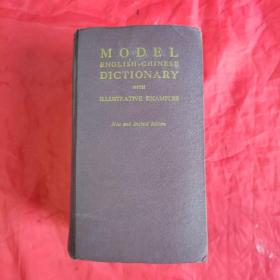 MODEL
ENGLISH-CHINESE
DICTIONARY
WITH
ILLUSTRATIVE EXAMPLES
New and Revised Edition